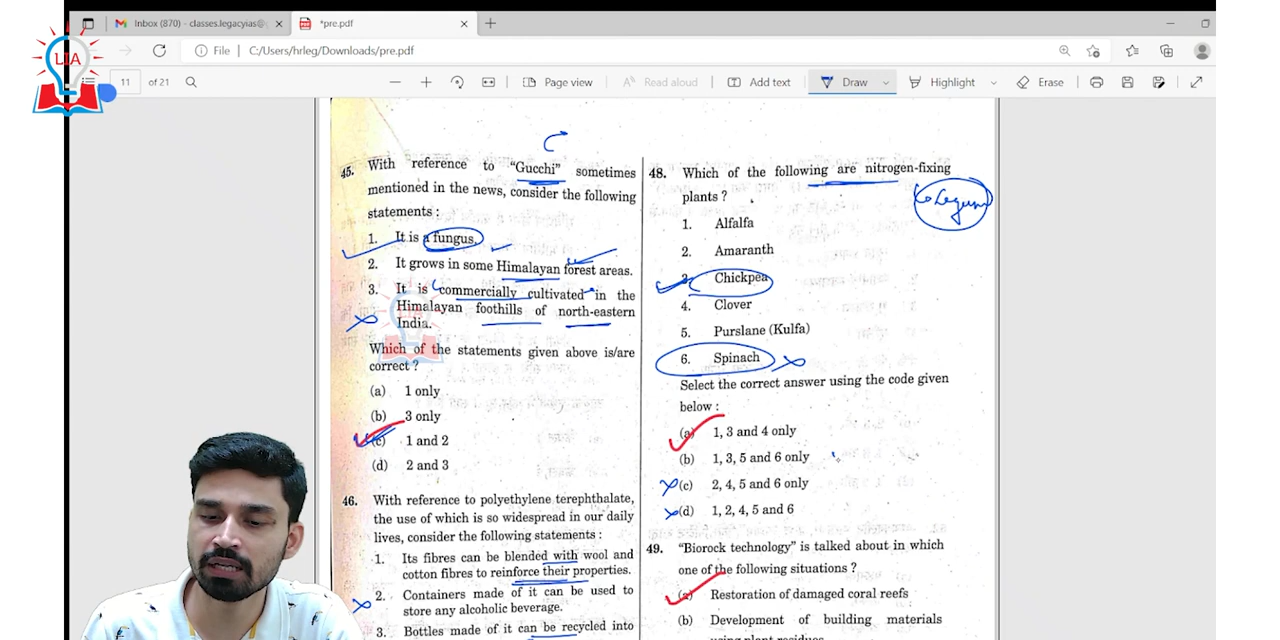 Inbox (870) - classes.legacyias@g
*pre.pdf
File
C:/Users/hrleg/Downloads/pre.pdf
LIA
11 of 21
Page view
Read aloud
Add text
Draw
Highlight
Erase
45. With reference to "Gucchi" sometimes
mentioned in the news, consider the following
statements :
1. It is a fungus.
2. It grows in some Himalayan forest areas.
3. It is commercially cultivated in the
Himalayan foothills of north-eastern
India.
Which of the statements given above is/are
correct ?
(a) 1 only
(b) 3 only
(c) 1 and 2
(d) 2 and 3
46. With reference to polyethylene terephthalate,
the use of which is so widespread in our daily
lives, consider the following statements :
1. Its fibres can be blended with wool and
cotton fibres to reinforce their properties.
2. Containers made of it can be used to
store any alcoholic beverage.
3. Bottles made of it can be recycled into
48. Which of the following are nitrogen-fixing
plants ?
1. Alfalfa
2. Amaranth
3. Chickpea
4. Clover
5. Purslane (Kulfa)
6. Spinach
Select the correct answer using the code given
below :
(a) 1, 3 and 4 only
(b) 1, 3, 5 and 6 only
(c) 2, 4, 5 and 6 only
(d) 1, 2, 4, 5 and 6
49. "Biorock technology" is talked about in which
one of the following situations ?
(a) Restoration of damaged coral reefs
(b) Development of building materials
using plant residues